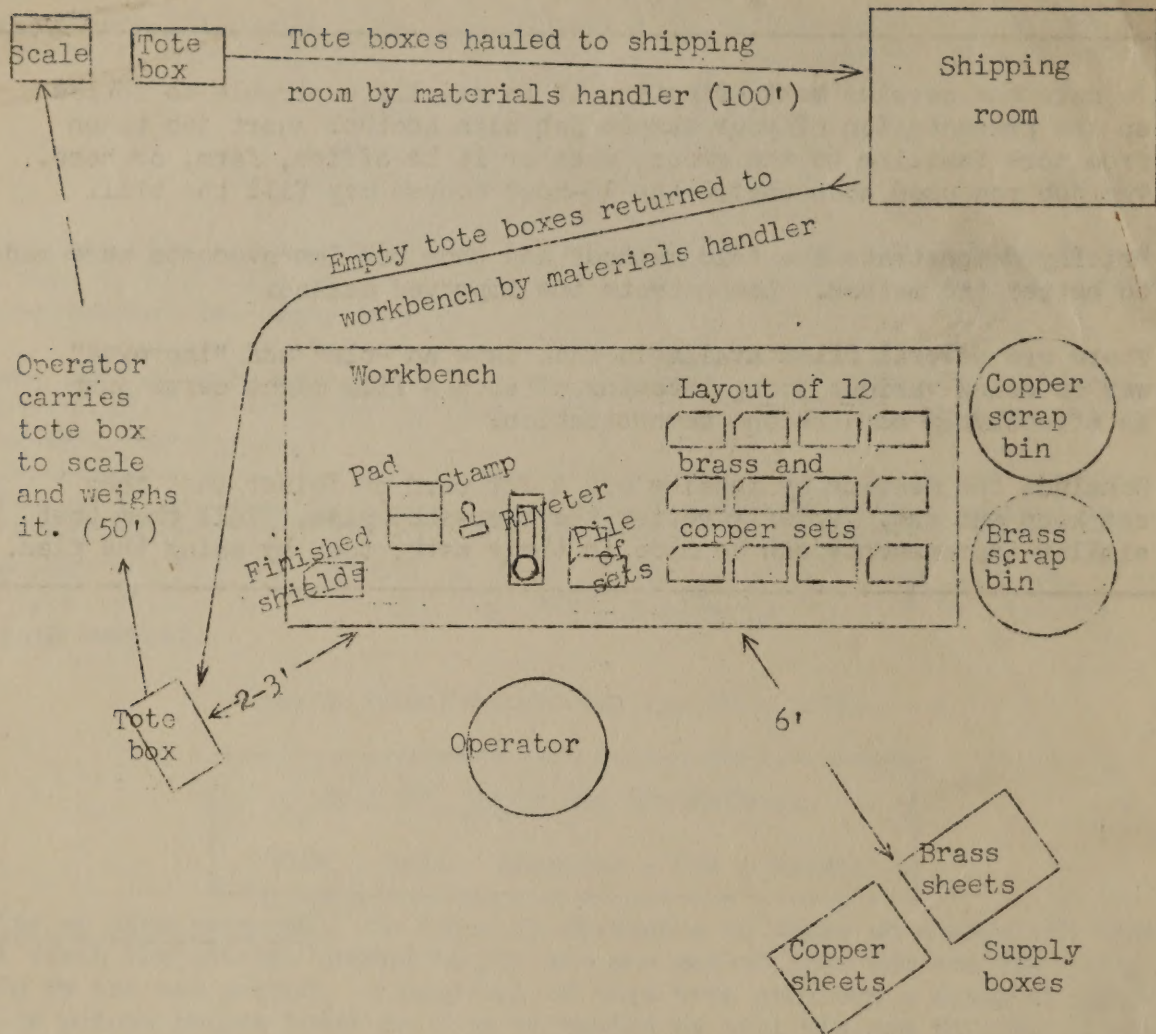 Scale
Tote
box
Tote boxes hauled to shipping
room by materials handler (100')
Shipping
room
Empty tote boxes returned to
workbench by materials handler
Operator
carries
tote box
to scale
and weighs
it. (50')
Workbench
Layout of 12
brass and
copper sets
Pad
Stamp
Riveter
Pile
of
sets
Finished
shields
Copper
scrap
bin
Brass
scrap
bin
2-3'
Tote
box
Operator
6'
Brass
sheets
Copper
sheets
Supply
boxes